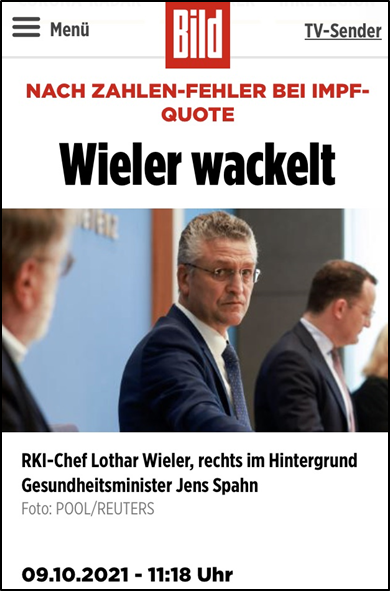 Menü
Bild
TV-Sender
NACH ZAHLEN-FEHLER BEI IMPF-
QUOTE
Wieler wackelt
RKI-Chef Lothar Wieler, rechts im Hintergrund
Gesundheitsminister Jens Spahn
Foto: POOL/REUTERS
09.10.2021 - 11:18 Uhr